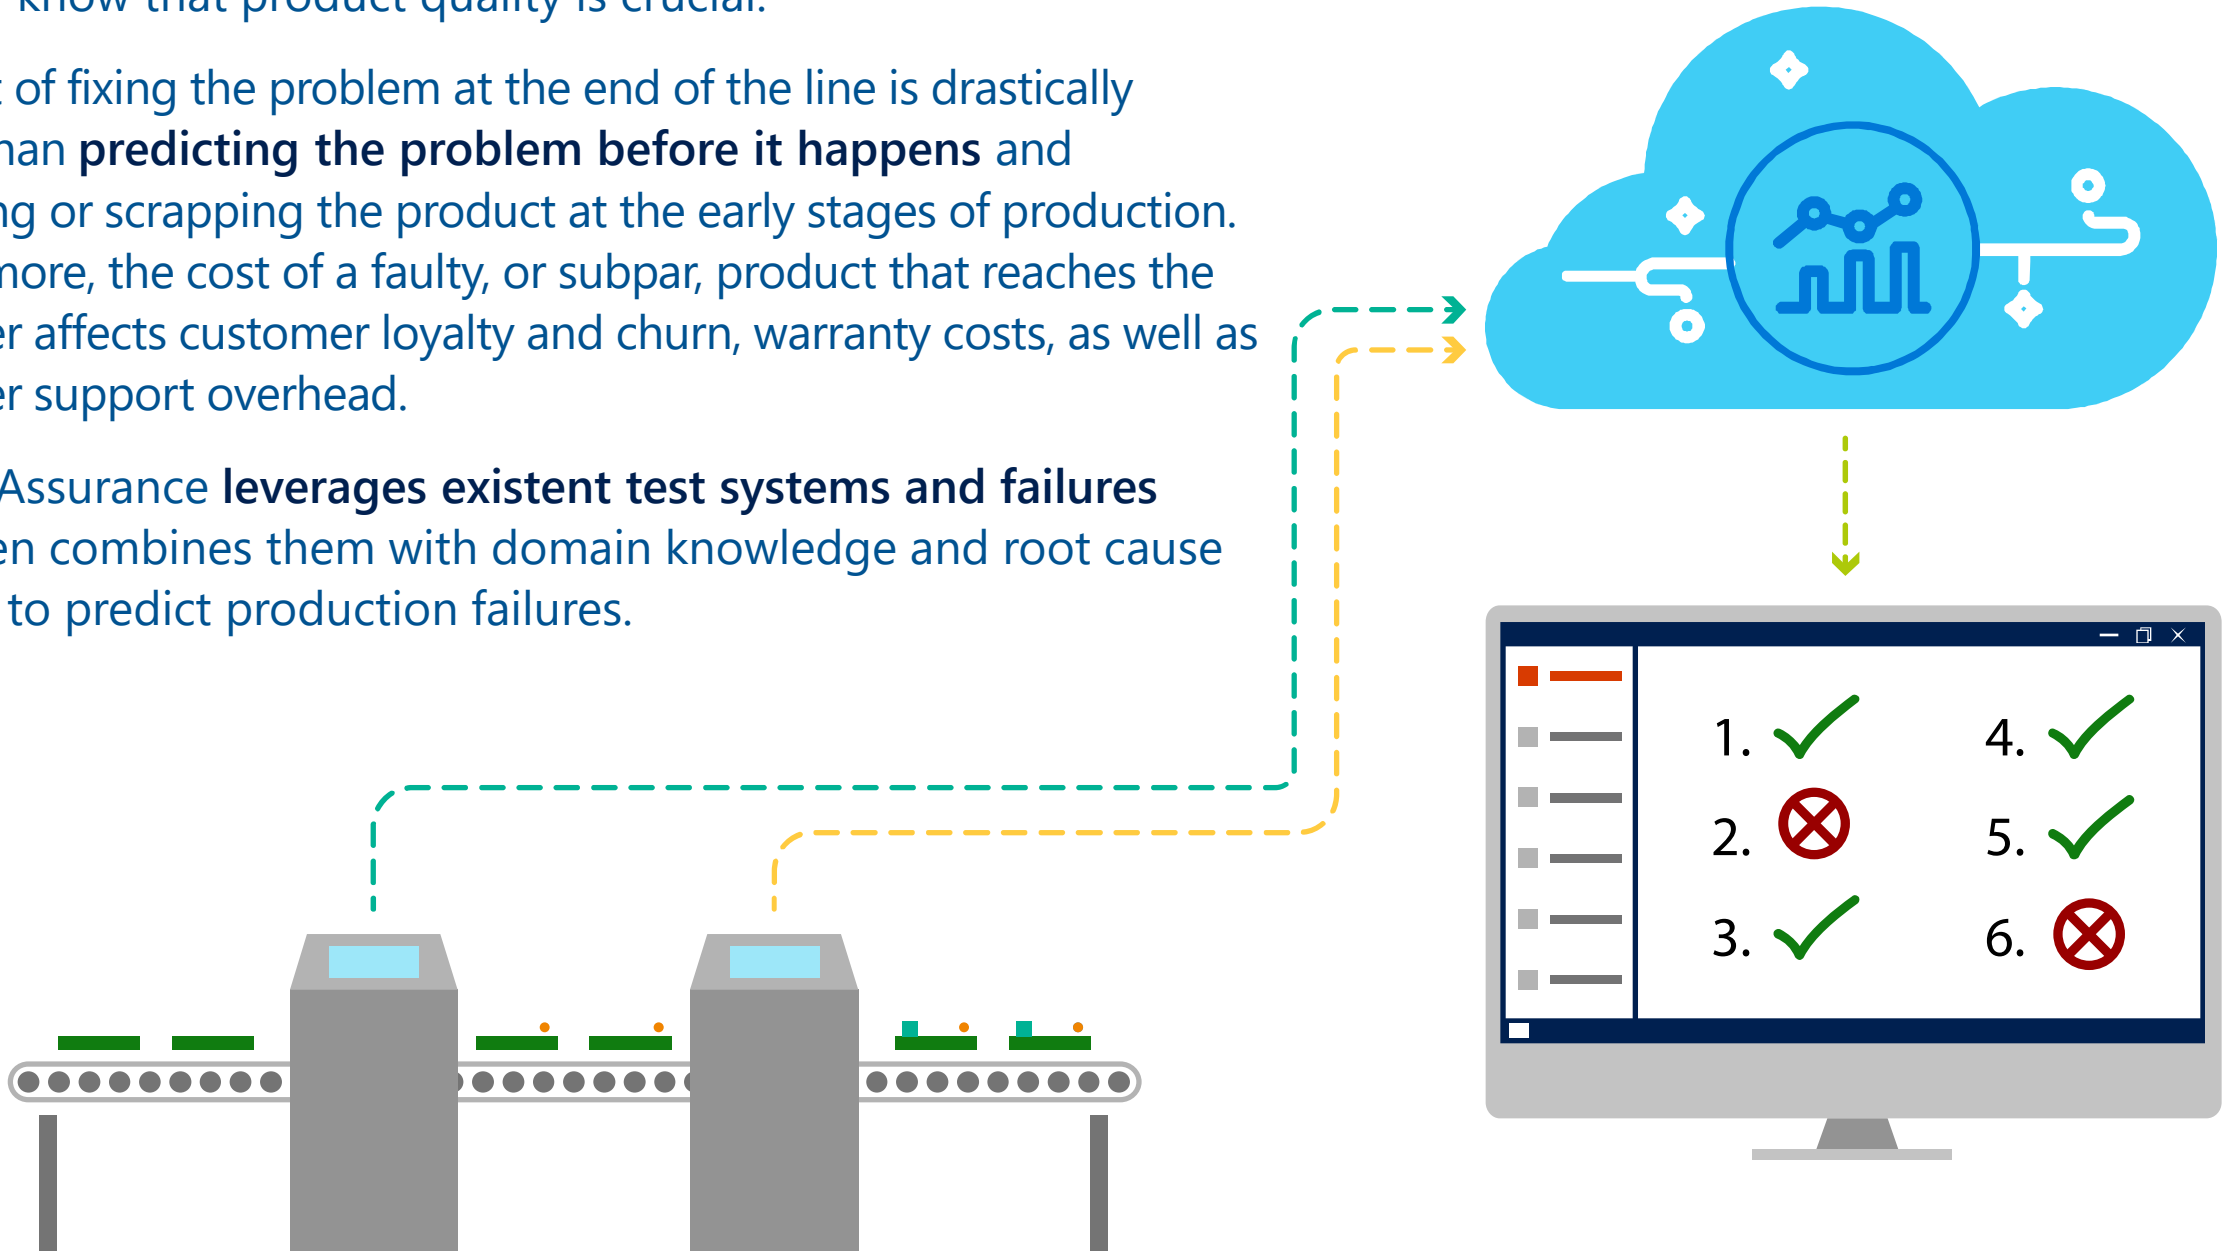 know that product quality is crucial.
of fixing the problem at the end of the line is drastically
han predicting the problem before it happens and
ng or scrapping the product at the early stages of production.
more, the cost of a faulty, or subpar, product that reaches the
er affects customer loyalty and churn, warranty costs, as well as
er support overhead.
Assurance leverages existent test systems and failures
en combines them with domain knowledge and root cause
to predict production failures.
1.
2.
3.
4.
5.
6.